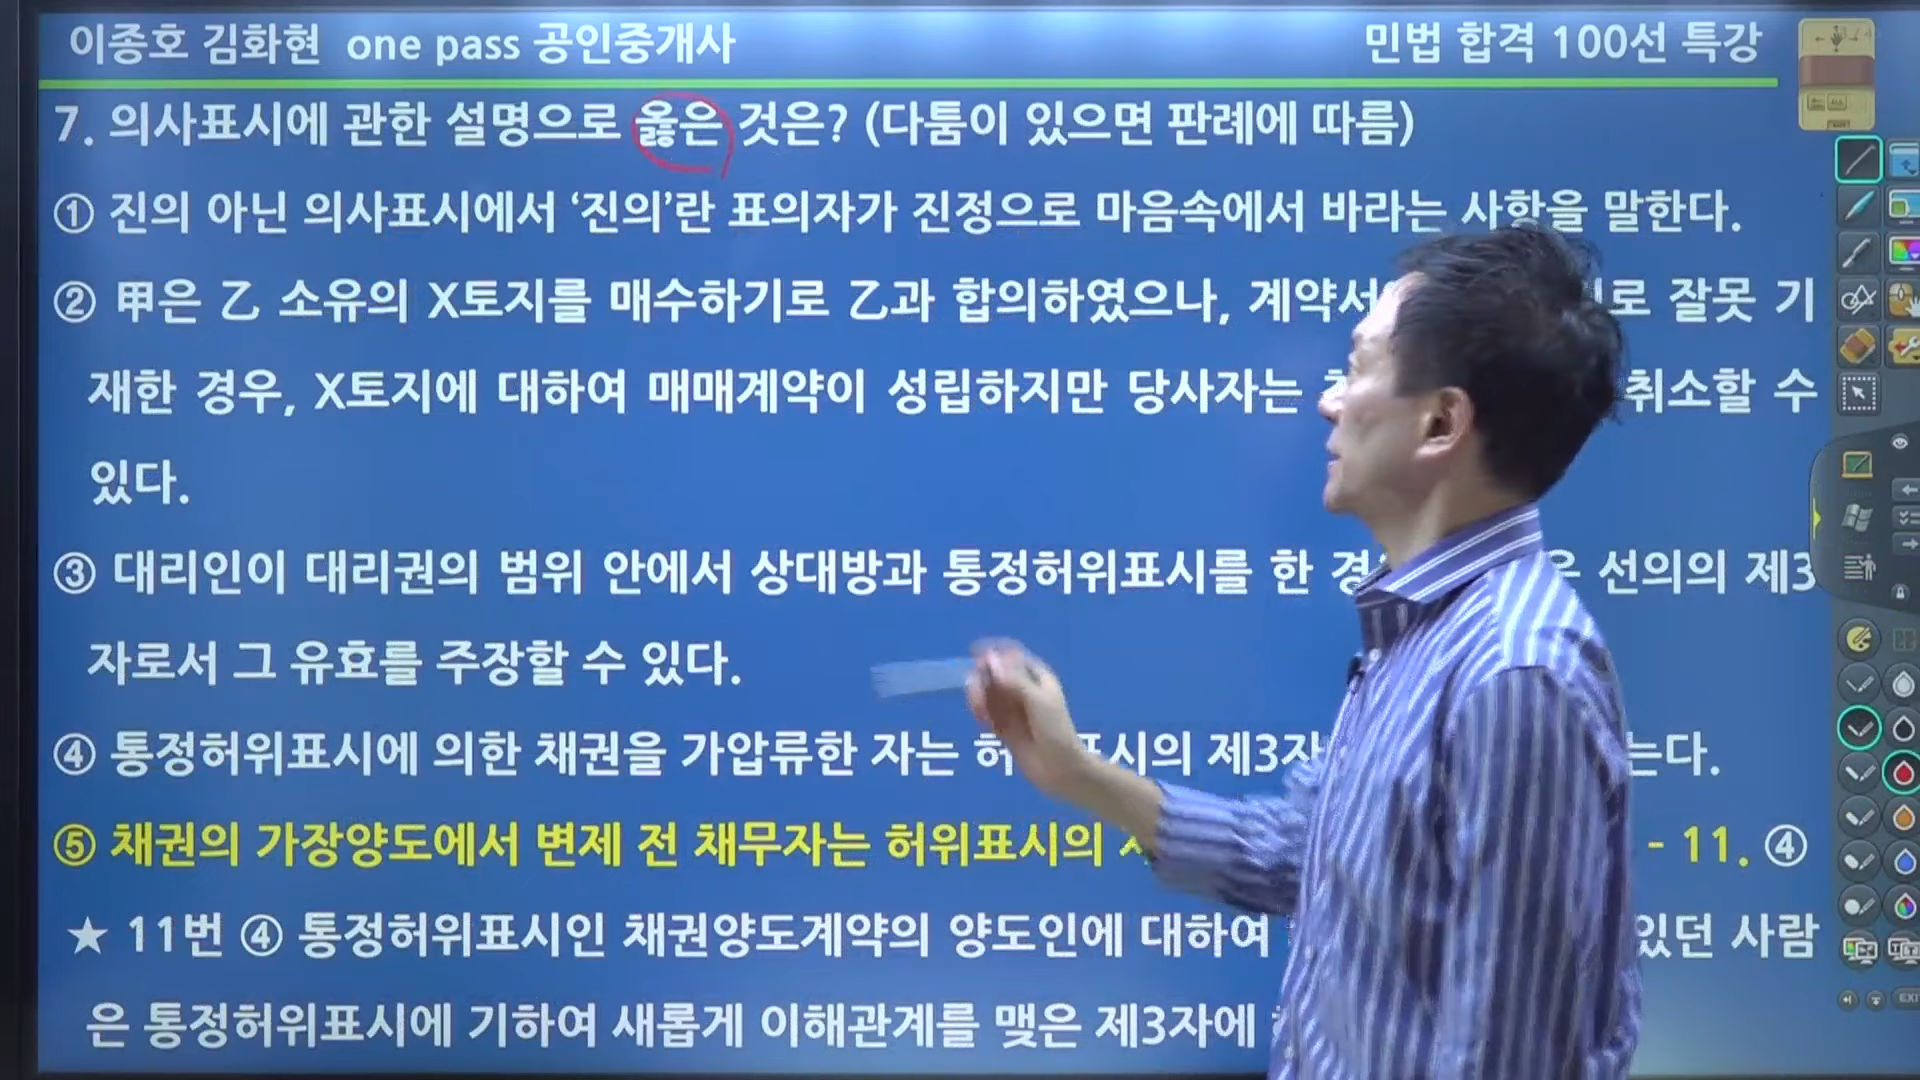 이종호 김화현 one pass 공인중개사 민법 합격 100선 특강
7. 의사표시에 관한 설명으로 옳은 것은? (다툼이 있으면 판례에 따름)
① 진의 아닌 의사표시에서 ‘진의’란 표의자가 진정으로 마음속에서 바라는 사항을 말한다.
② 甲은 乙 소유의 X토지를 매수하기로 乙과 합의하였으나, 계약서 로 잘못 기
재한 경우, X토지에 대하여 매매계약이 성립하지만 당사자는 취소할 수
있다.
③ 대리인이 대리권의 범위 안에서 상대방과 통정허위표시를 한 선의의 제3
자로서 그 유효를 주장할 수 있다.
④ 통정허위표시에 의한 채권을 가압류한 자는 의 제3자 는다.
⑤ 채권의 가장양도에서 변제 전 채무자는 허위표시의 - 11. ④
★ 11번 ④ 통정허위표시인 채권양도계약의 양도인에 대하여 있던 사람
은 통정허위표시에 기하여 새롭게 이해관계를 맺은 제3자에